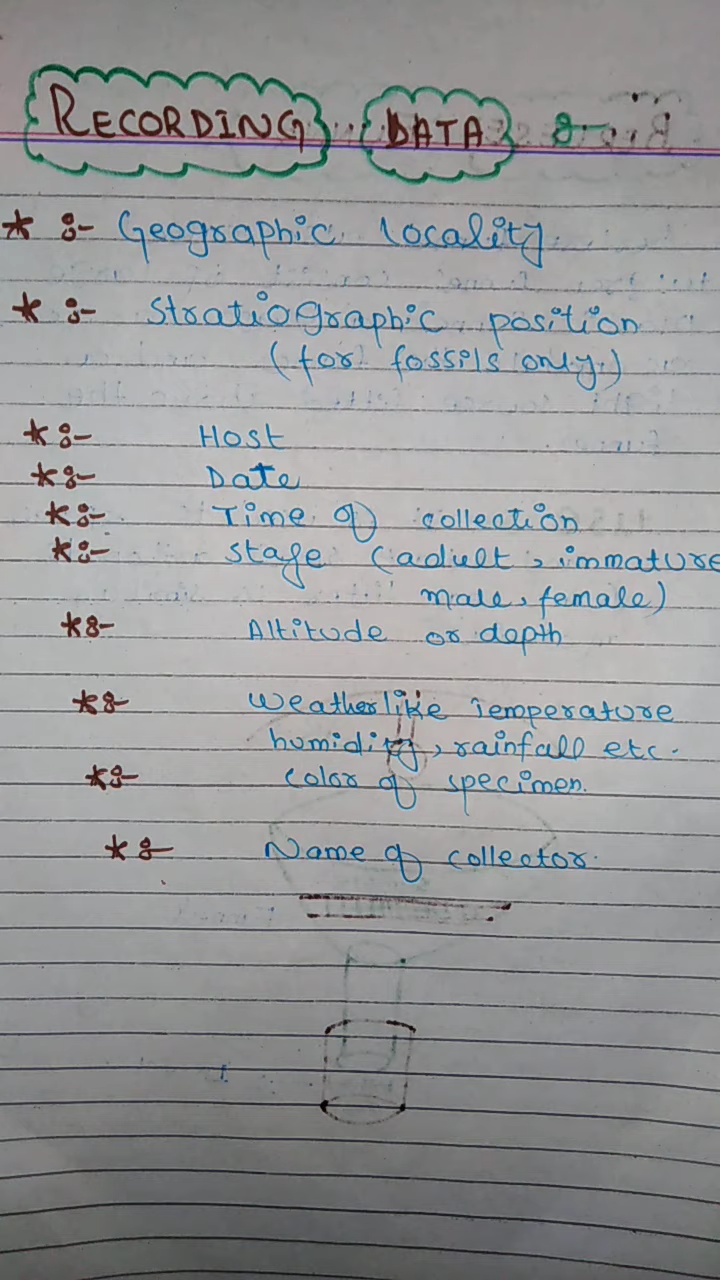 RECORDING DATA :-
* :- Geographic locality
* :- Stratiographic position
(for fossils only.)
* :- Host
* :- Date
* :- Time of collection
* :- Stage (adult, immature
male, female)
* :- Altitude or depth
* :- Weather like Temperature
humidity, rainfall etc.
* :- Color of specimen.
* :- Name of collector.